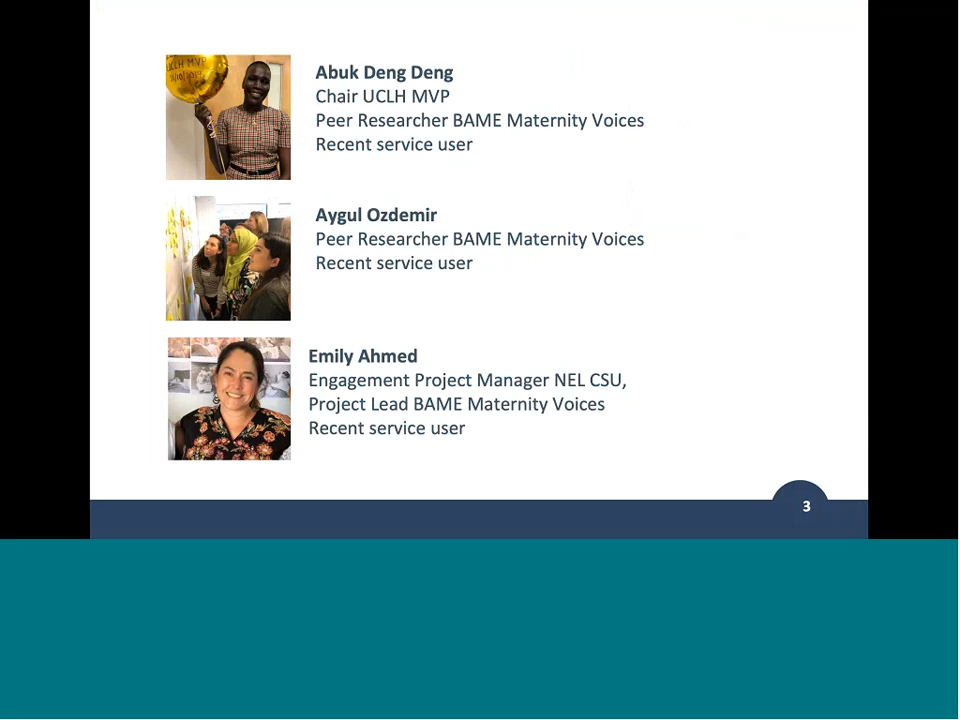 UCLH MVP
Abuk Deng Deng
Chair UCLH MVP
Peer Researcher BAME Maternity Voices
Recent service user
Aygul Ozdemir
Peer Researcher BAME Maternity Voices
Recent service user
Emily Ahmed
Engagement Project Manager NEL CSU,
Project Lead BAME Maternity Voices
Recent service user
3